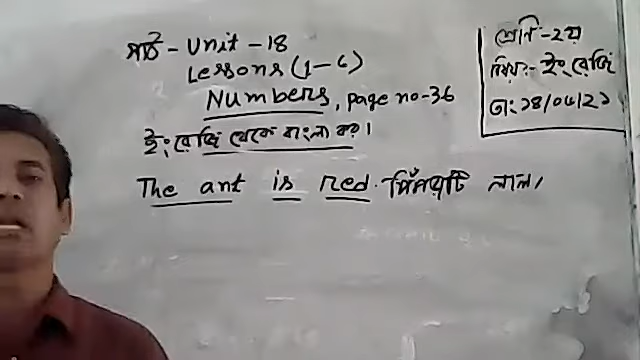 পাঠ - Unit - 18
Lessons (1-6)
Numbers, page no-36
ইংরেজি থেকে বাংলা কর।
The ant is red. পিঁপড়াটি লাল।
শ্রেণি - ২য়
বিষয়:- ইংরেজি
তা: ১৪/০৬/২১